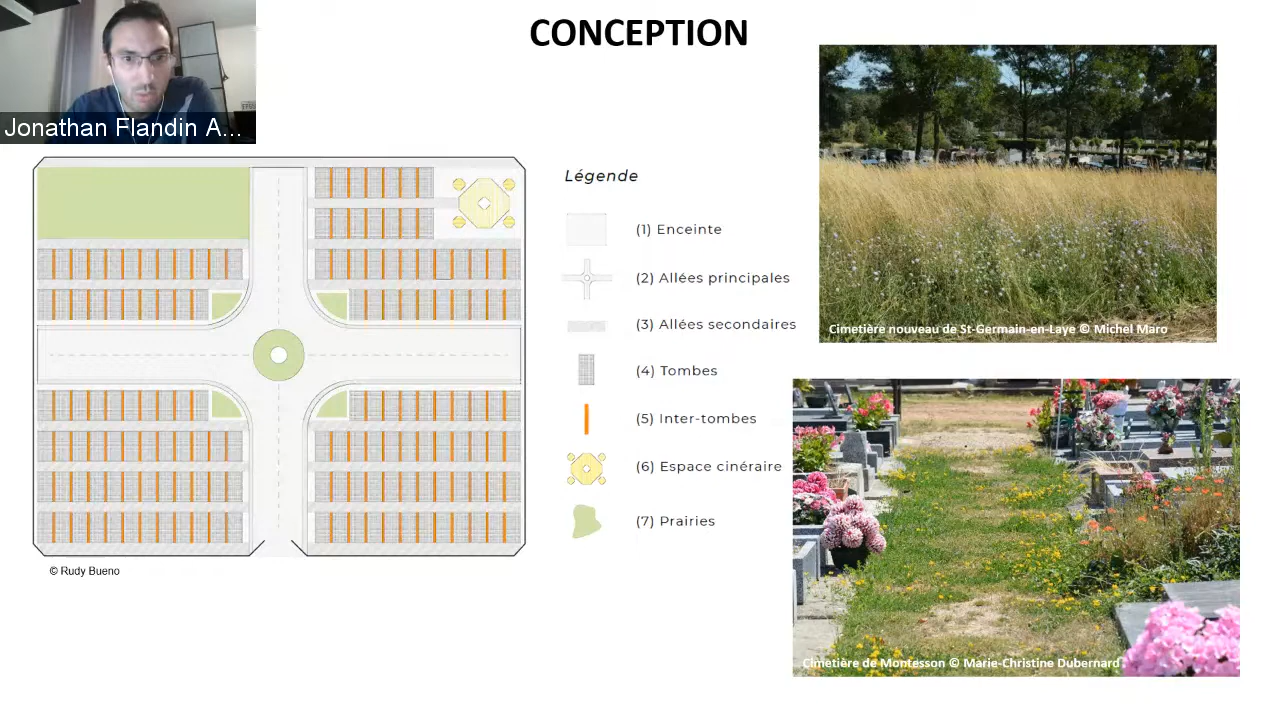 CONCEPTION
Jonathan Flandin A...
Légende
(1) Enceinte
(2) Allées principales
(3) Allées secondaires
(4) Tombes
(5) Inter-tombes
(6) Espace cinéraire
(7) Prairies
© Rudy Bueno
Cimetière nouveau de St-Germain-en-Laye © Michel Maro
Cimetière de Montesson © Marie-Christine Dubernard